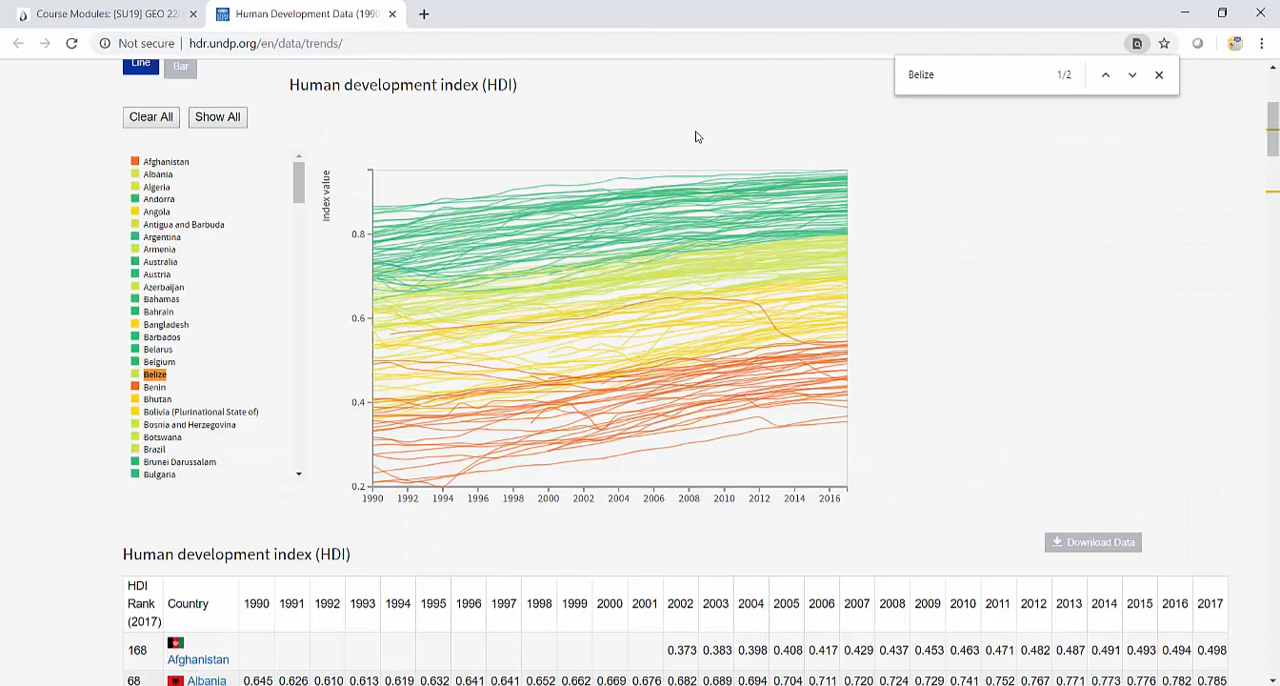 Course Modules: [SU19] GEO 220
Human Development Data (1990
Not secure | hdr.undp.org/en/data/trends/
Belize 1/2
Line Bar
Human development index (HDI)
Clear All Show All
Afghanistan
Albania
Algeria
Andorra
Angola
Antigua and Barbuda
Argentina
Armenia
Australia
Austria
Azerbaijan
Bahamas
Bahrain
Bangladesh
Barbados
Belarus
Belgium
Belize
Benin
Bhutan
Bolivia (Plurinational State of)
Bosnia and Herzegovina
Botswana
Brazil
Brunei Darussalam
Bulgaria
Index value
0.8
0.6
0.4
0.2
1990 1992 1994 1996 1998 2000 2002 2004 2006 2008 2010 2012 2014 2016
Download Data
Human development index (HDI)
HDI Rank (2017) Country 1990 1991 1992 1993 1994 1995 1996 1997 1998 1999 2000 2001 2002 2003 2004 2005 2006 2007 2008 2009 2010 2011 2012 2013 2014 2015 2016 2017
168 Afghanistan 0.373 0.383 0.398 0.408 0.417 0.429 0.437 0.453 0.463 0.471 0.482 0.487 0.491 0.493 0.494 0.498
68 Albania 0.645 0.626 0.610 0.613 0.619 0.632 0.641 0.641 0.652 0.662 0.669 0.676 0.682 0.689 0.694 0.704 0.711 0.720 0.724 0.729 0.741 0.752 0.767 0.771 0.773 0.776 0.782 0.785